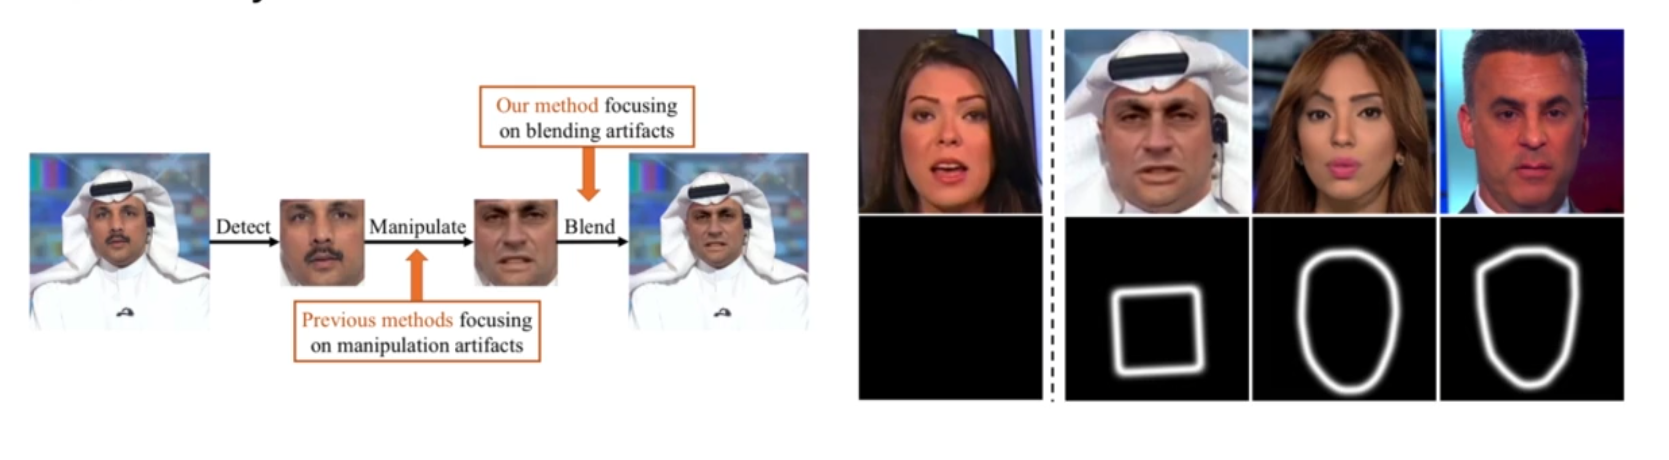 Our method focusing
on blending artifacts
Detect
Manipulate
Blend
Previous methods focusing
on manipulation artifacts